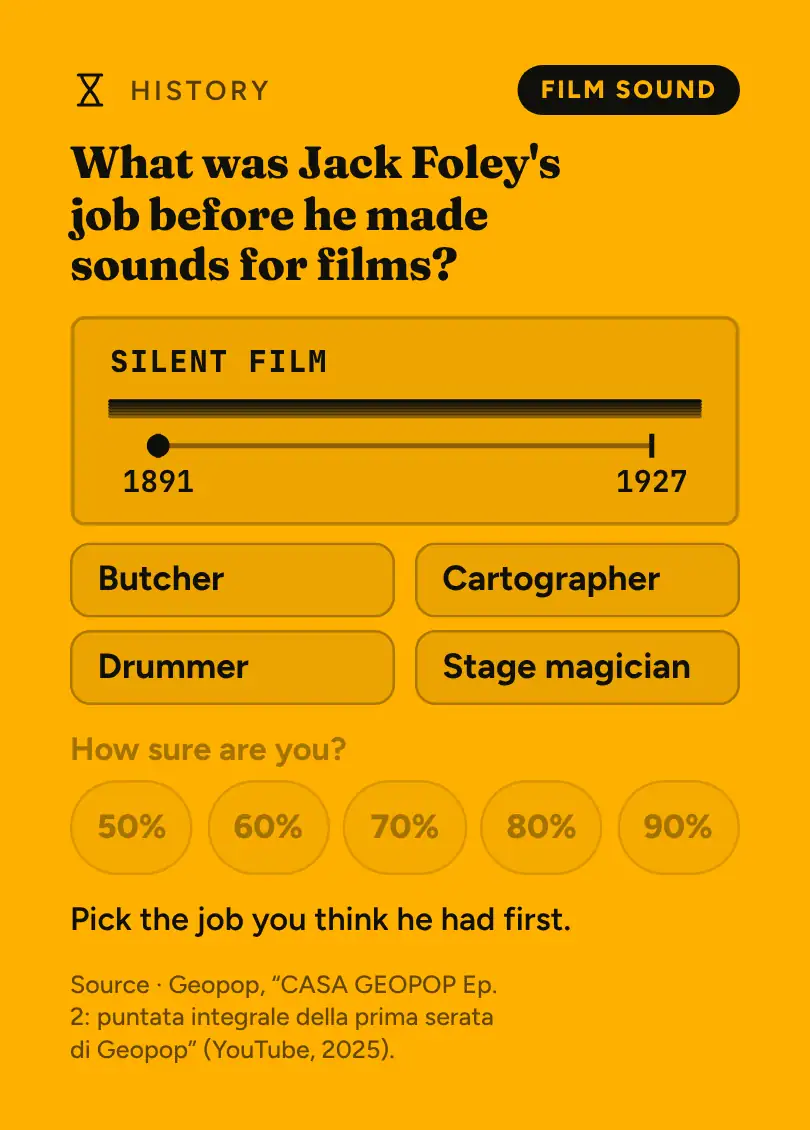 HISTORY
FILM SOUND
What was Jack Foley's
job before he made
sounds for films?
SILENT FILM
1891
1927
Butcher
Cartographer
Drummer
Stage magician
How sure are you?
50%
60%
70%
80%
90%
Pick the job you think he had first.
Source · Geopop, “CASA GEOPOP Ep.
2: puntata integrale della prima serata
di Geopop” (YouTube, 2025).